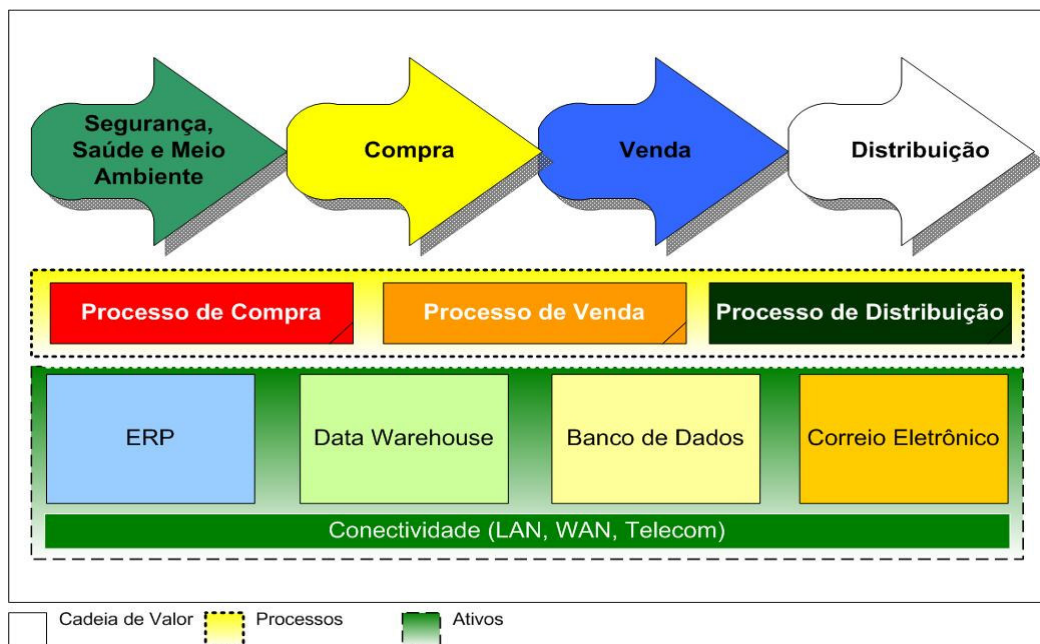 Segurança,
Saúde e Meio
Ambiente
Compra
Venda
Distribuição
Processo de Compra
Processo de Venda
Processo de Distribuição
ERP
Data Warehouse
Banco de Dados
Correio Eletrônico
Conectividade (LAN, WAN, Telecom)
Cadeia de Valor
Processos
Ativos